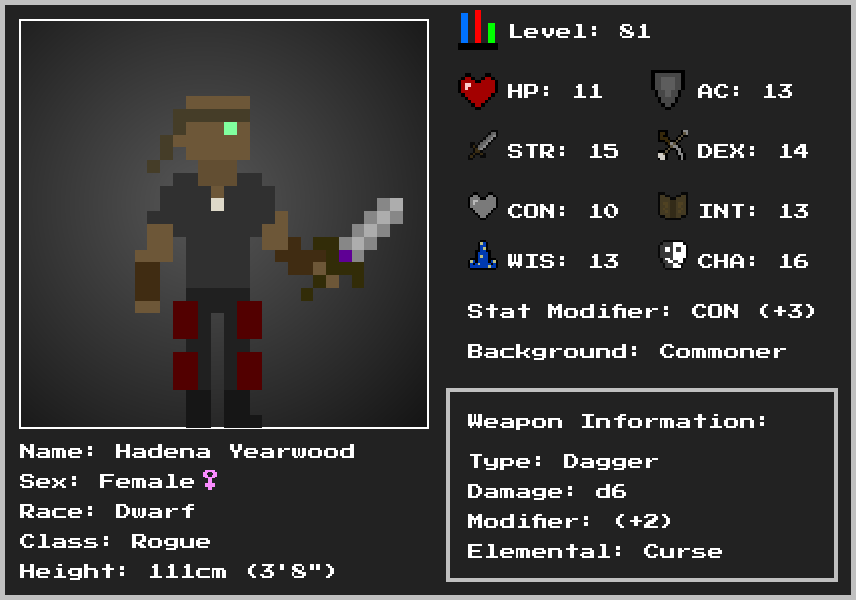 Level: 81
HP: 11
AC: 13
STR: 15
DEX: 14
CON: 10
INT: 13
WIS: 13
CHA: 16
Stat Modifier: CON (+3)
Background: Commoner
Name: Hadena Yearwood
Sex: Female♀
Race: Dwarf
Class: Rogue
Height: 111cm (3'8")
Weapon Information:
Type: Dagger
Damage: d6
Modifier: (+2)
Elemental: Curse